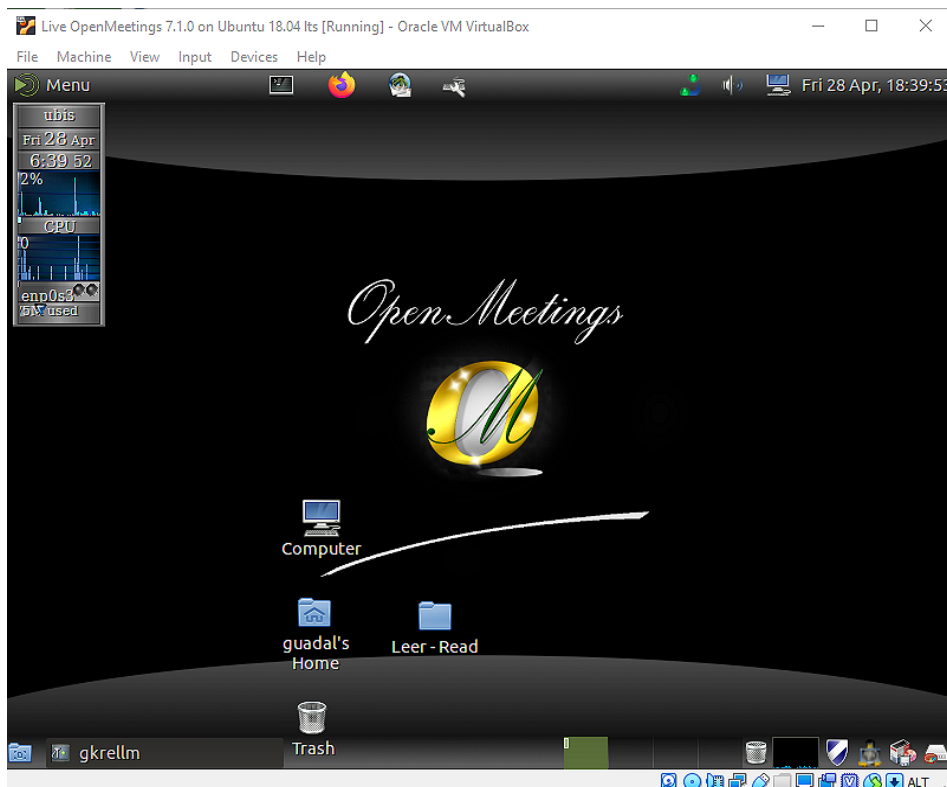 Live OpenMeetings 7.1.0 on Ubuntu 18.04 lts [Running] - Oracle VM VirtualBox
File Machine View Input Devices Help
Menu
Fri 28 Apr, 18:39:53
ubis
Fri 28 Apr
6:39 52
2%
CPU
0
enp0s3
5M used
OpenMeetings
OM
Computer
guadal's
Home
Leer - Read
Trash
gkrellm
ALT